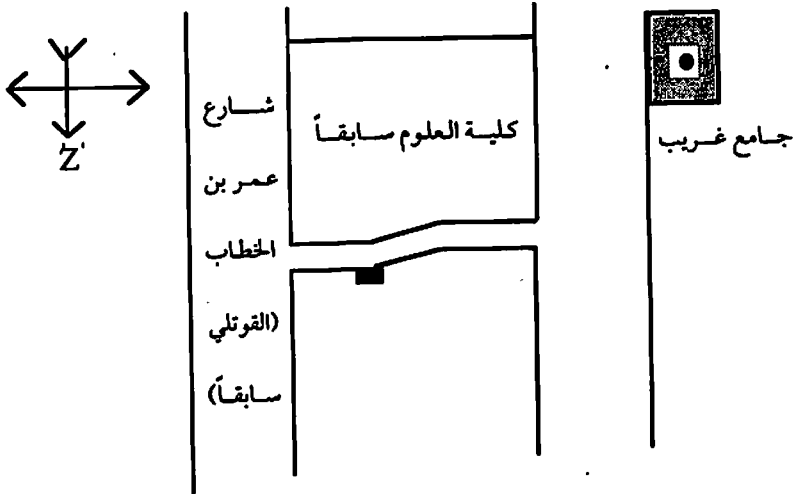 شارع
عمر بن
الخطاب
(القوتلي
سابقاً)
كلية العلوم سابقاً
جامع غريب
Z'